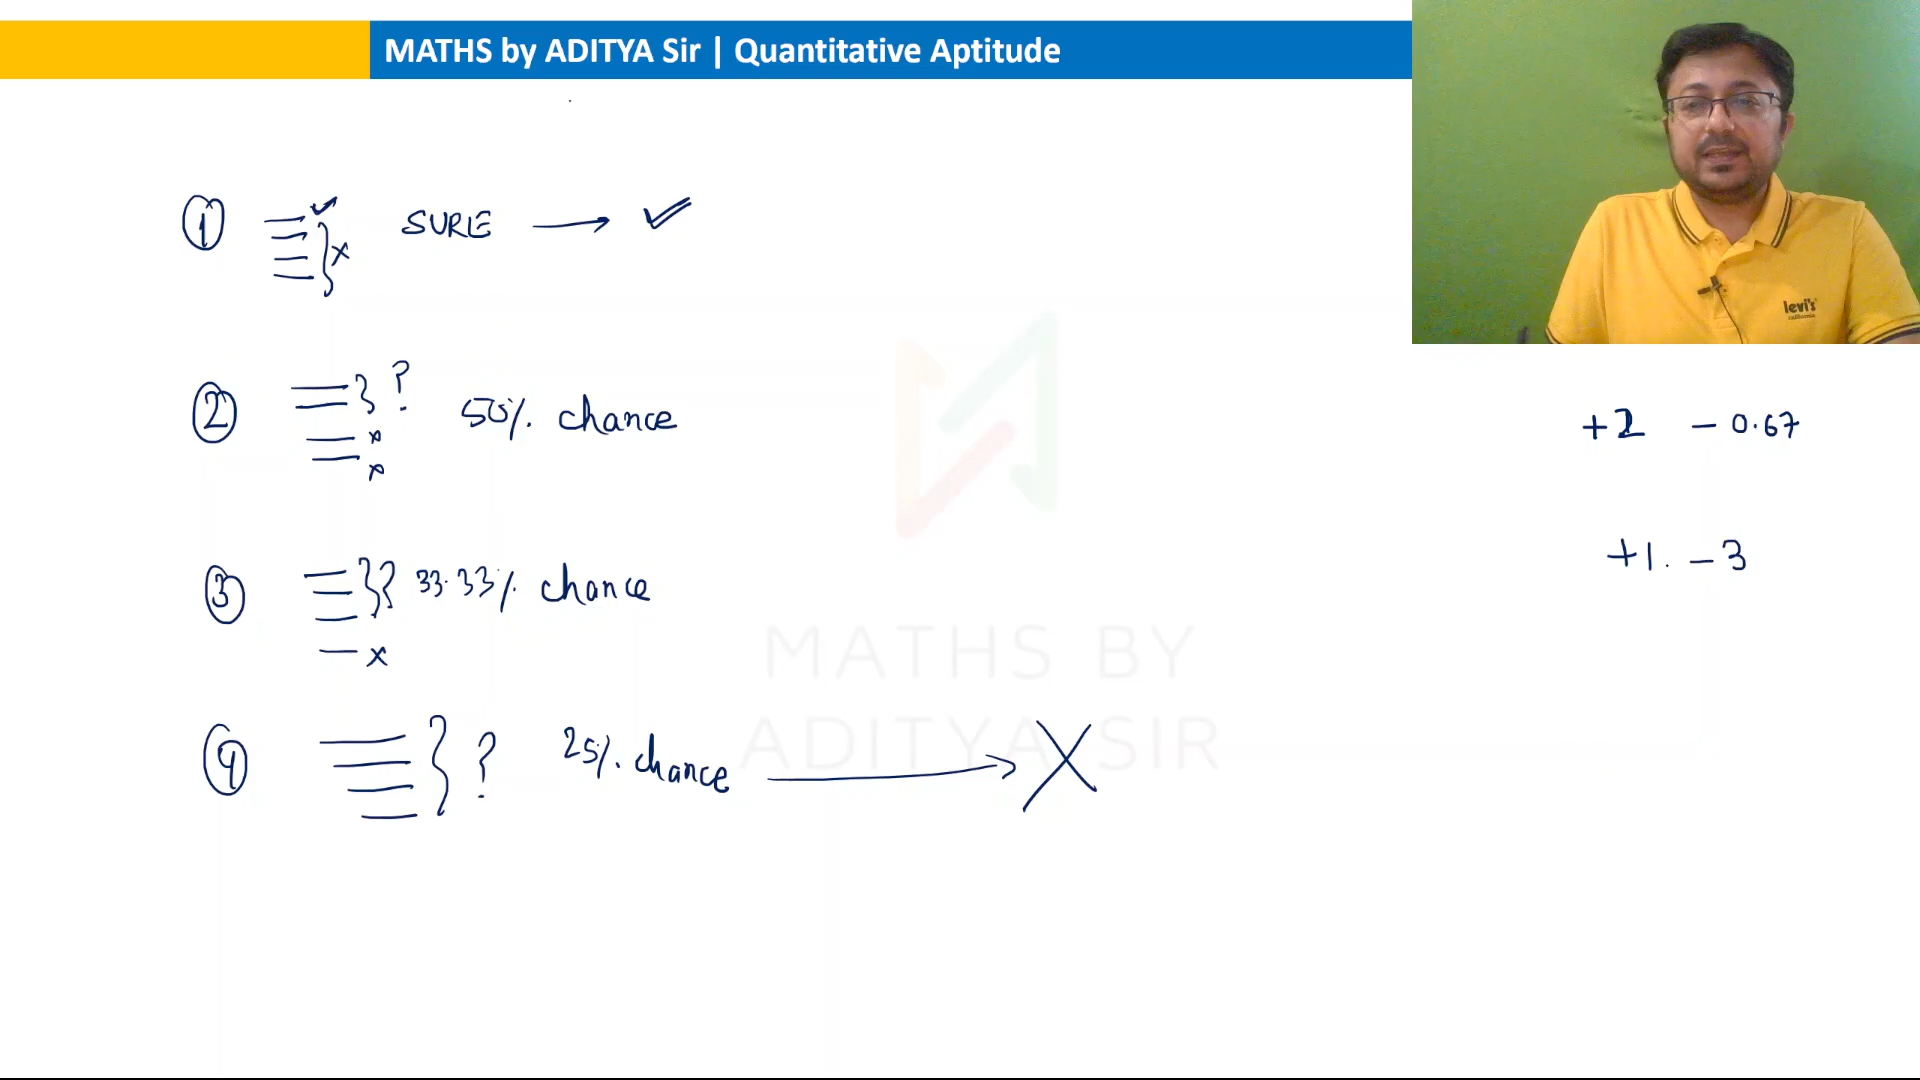 MATHS by ADITYA Sir | Quantitative Aptitude
levi's
california
① ✓ } x SURE → ✓
② } ? 50% chance
x
x
+2 - 0.67
③ } ? 33.33% chance
x
+1. - 3
MATHS BY
ADITYA SIR
④ } ? 25% chance → X